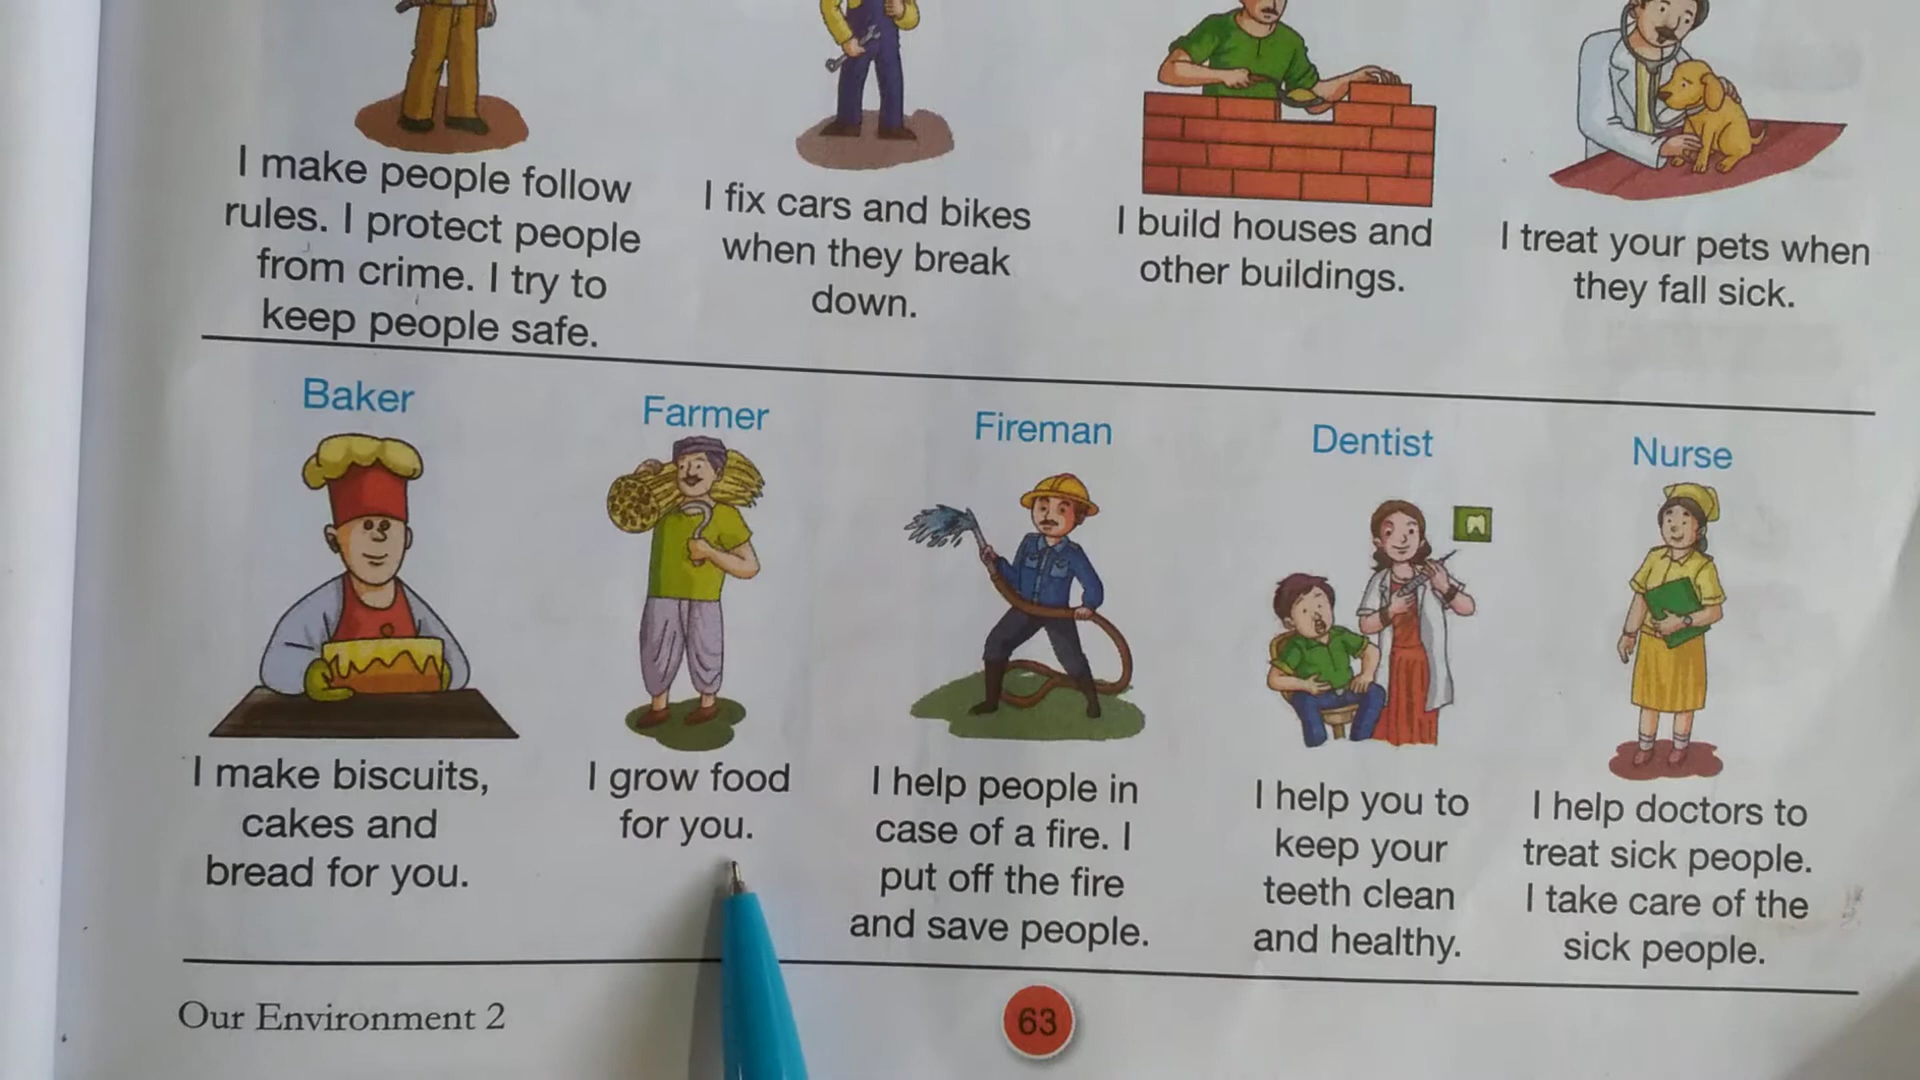 I make people follow
rules. I protect people
from crime. I try to
keep people safe.
I fix cars and bikes
when they break
down.
I build houses and
other buildings.
I treat your pets when
they fall sick.
Baker
I make biscuits,
cakes and
bread for you.
Farmer
I grow food
for you.
Fireman
I help people in
case of a fire. I
put off the fire
and save people.
Dentist
I help you to
keep your
teeth clean
and healthy.
Nurse
I help doctors to
treat sick people.
I take care of the
sick people.
Our Environment 2
63